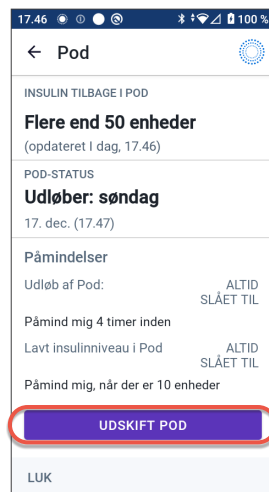 17.46 100 %
Pod
INSULIN TILBAGE I POD
Flere end 50 enheder
(opdateret I dag, 17.46)
POD-STATUS
Udløber: søndag
17. dec. (17.47)
Påmindelser
Udløb af Pod: ALTID
SLÅET TIL
Påmind mig 4 timer inden
Lavt insulinniveau i Pod ALTID
SLÅET TIL
Påmind mig, når der er 10 enheder
UDSKIFT POD
LUK